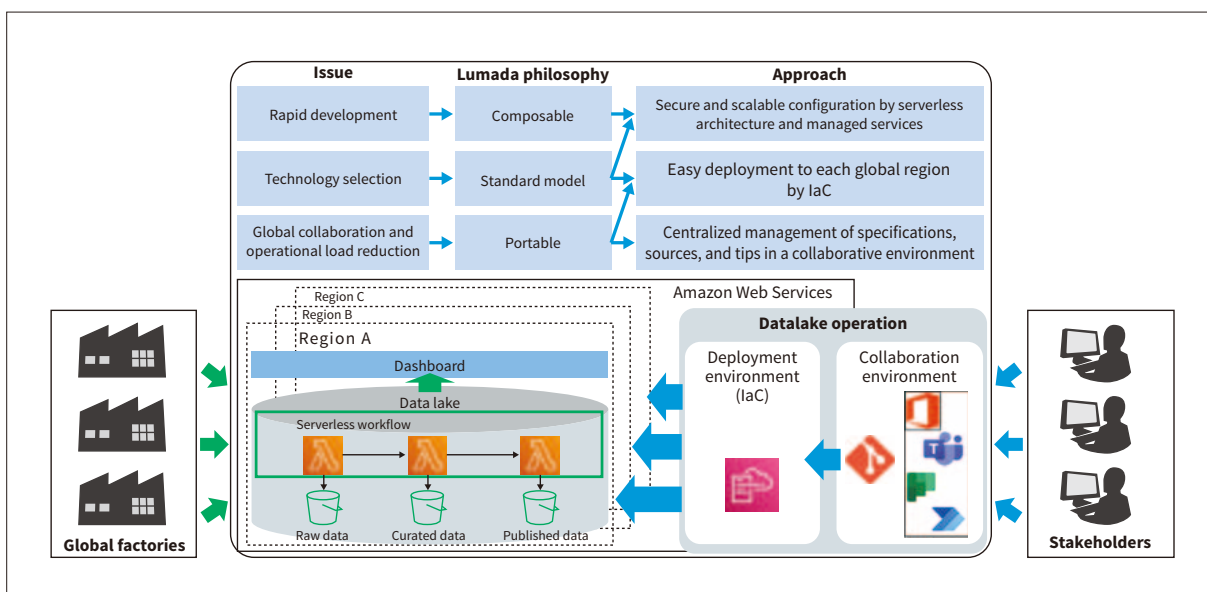 Issue
Lumada philosophy
Approach
Rapid development
Composable
Secure and scalable configuration by serverless
architecture and managed services
Technology selection
Standard model
Easy deployment to each global region
by IaC
Global collaboration and
operational load reduction
Portable
Centralized management of specifications,
sources, and tips in a collaborative environment
Amazon Web Services
Region C
Region B
Region A
Dashboard
Data lake
Serverless workflow
Raw data
Curated data
Published data
Datalake operation
Deployment
environment
(IaC)
Collaboration
environment
Global factories
Stakeholders